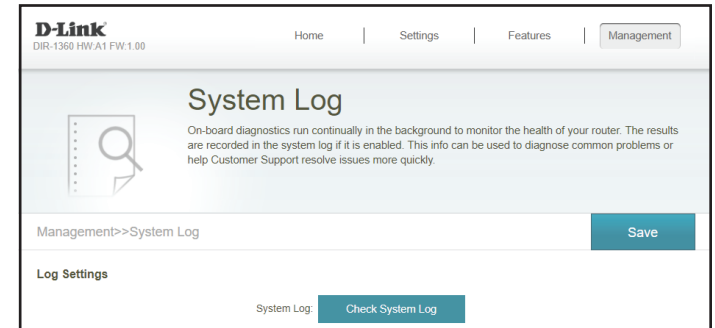 D-Link
DIR-1360 HW:A1 FW:1.00
Home | Settings | Features | Management
System Log
On-board diagnostics run continually in the background to monitor the health of your router. The results
are recorded in the system log if it is enabled. This info can be used to diagnose common problems or
help Customer Support resolve issues more quickly.
Management>>System Log
Save
Log Settings
System Log: Check System Log